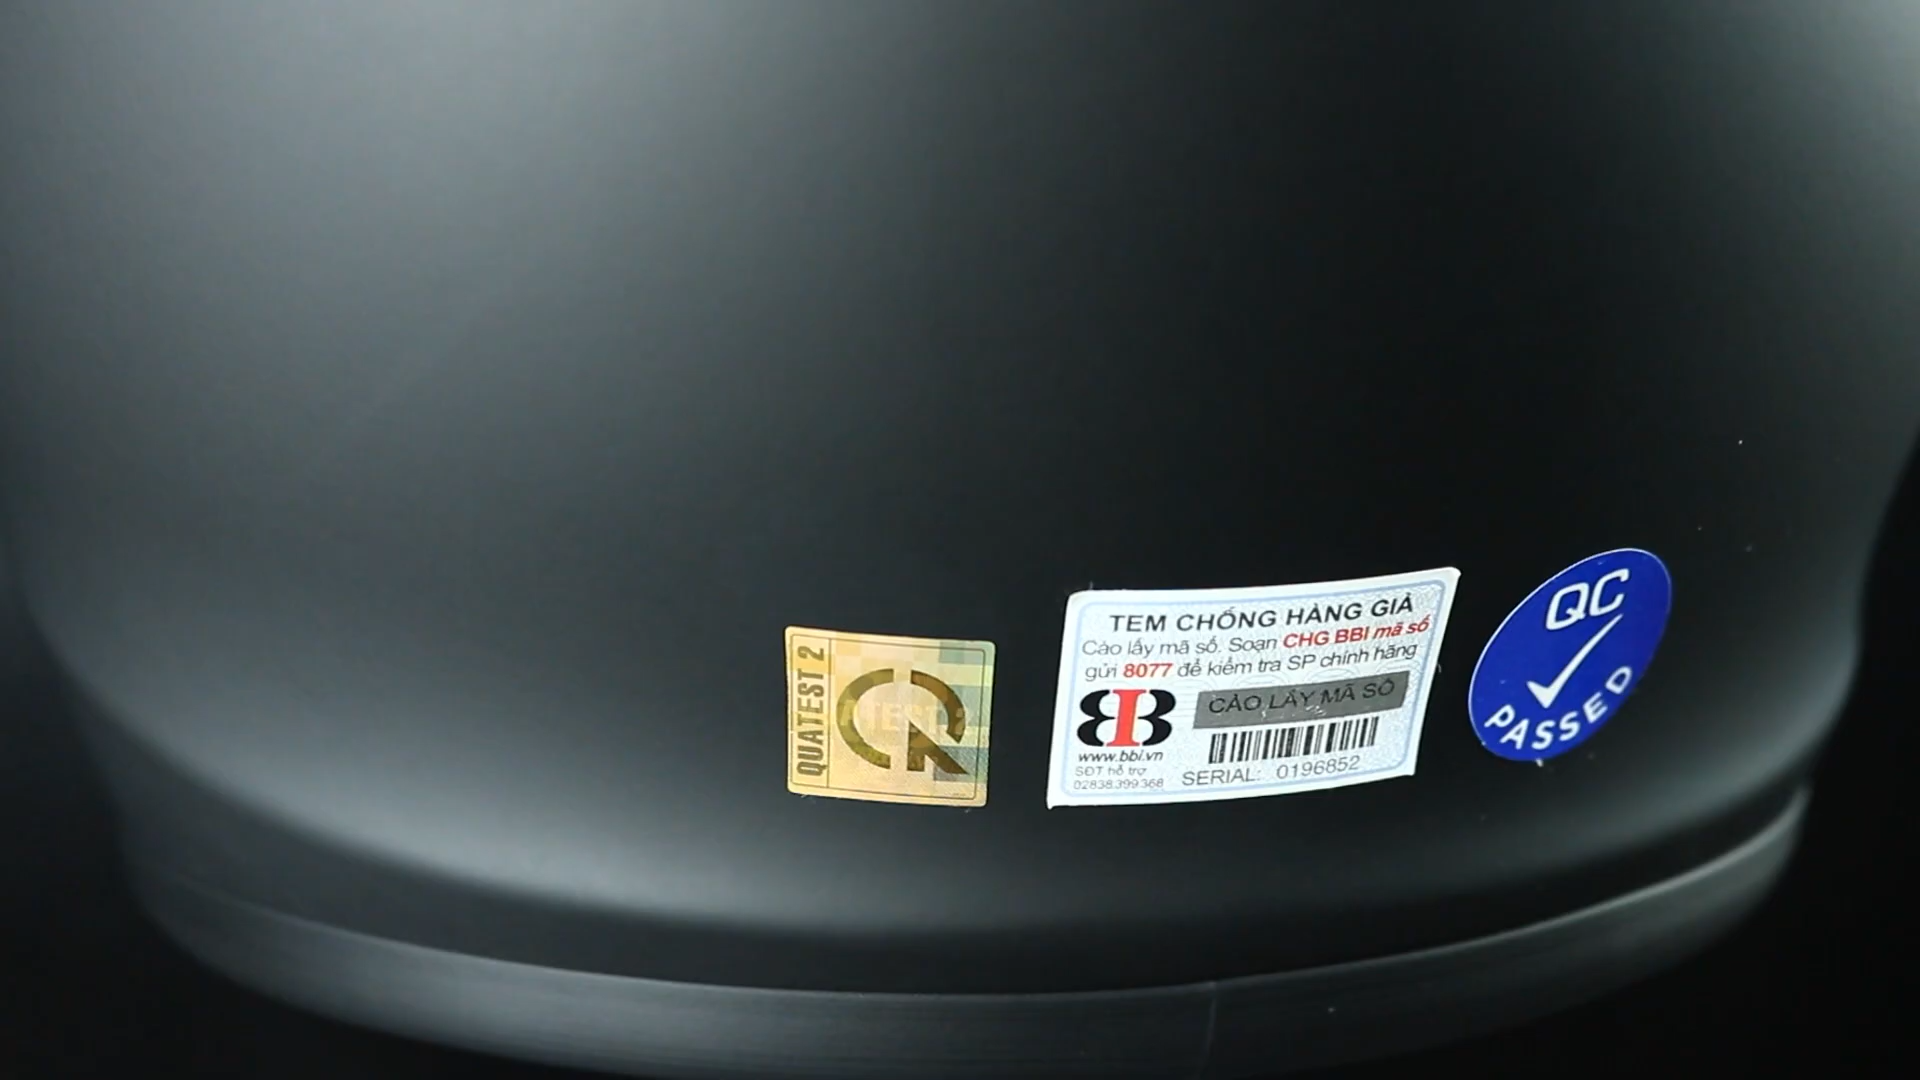 QUATEST 2
TEM CHỐNG HÀNG GIẢ
Cào lấy mã số. Soạn CHG BBI mã số
gửi 8077 để kiểm tra SP chính hãng
BIB
CÀO LẤY MÃ SỐ
www.bbi.vn
SĐT hỗ trợ
02838399368
SERIAL: 0196852
QC
PASSED